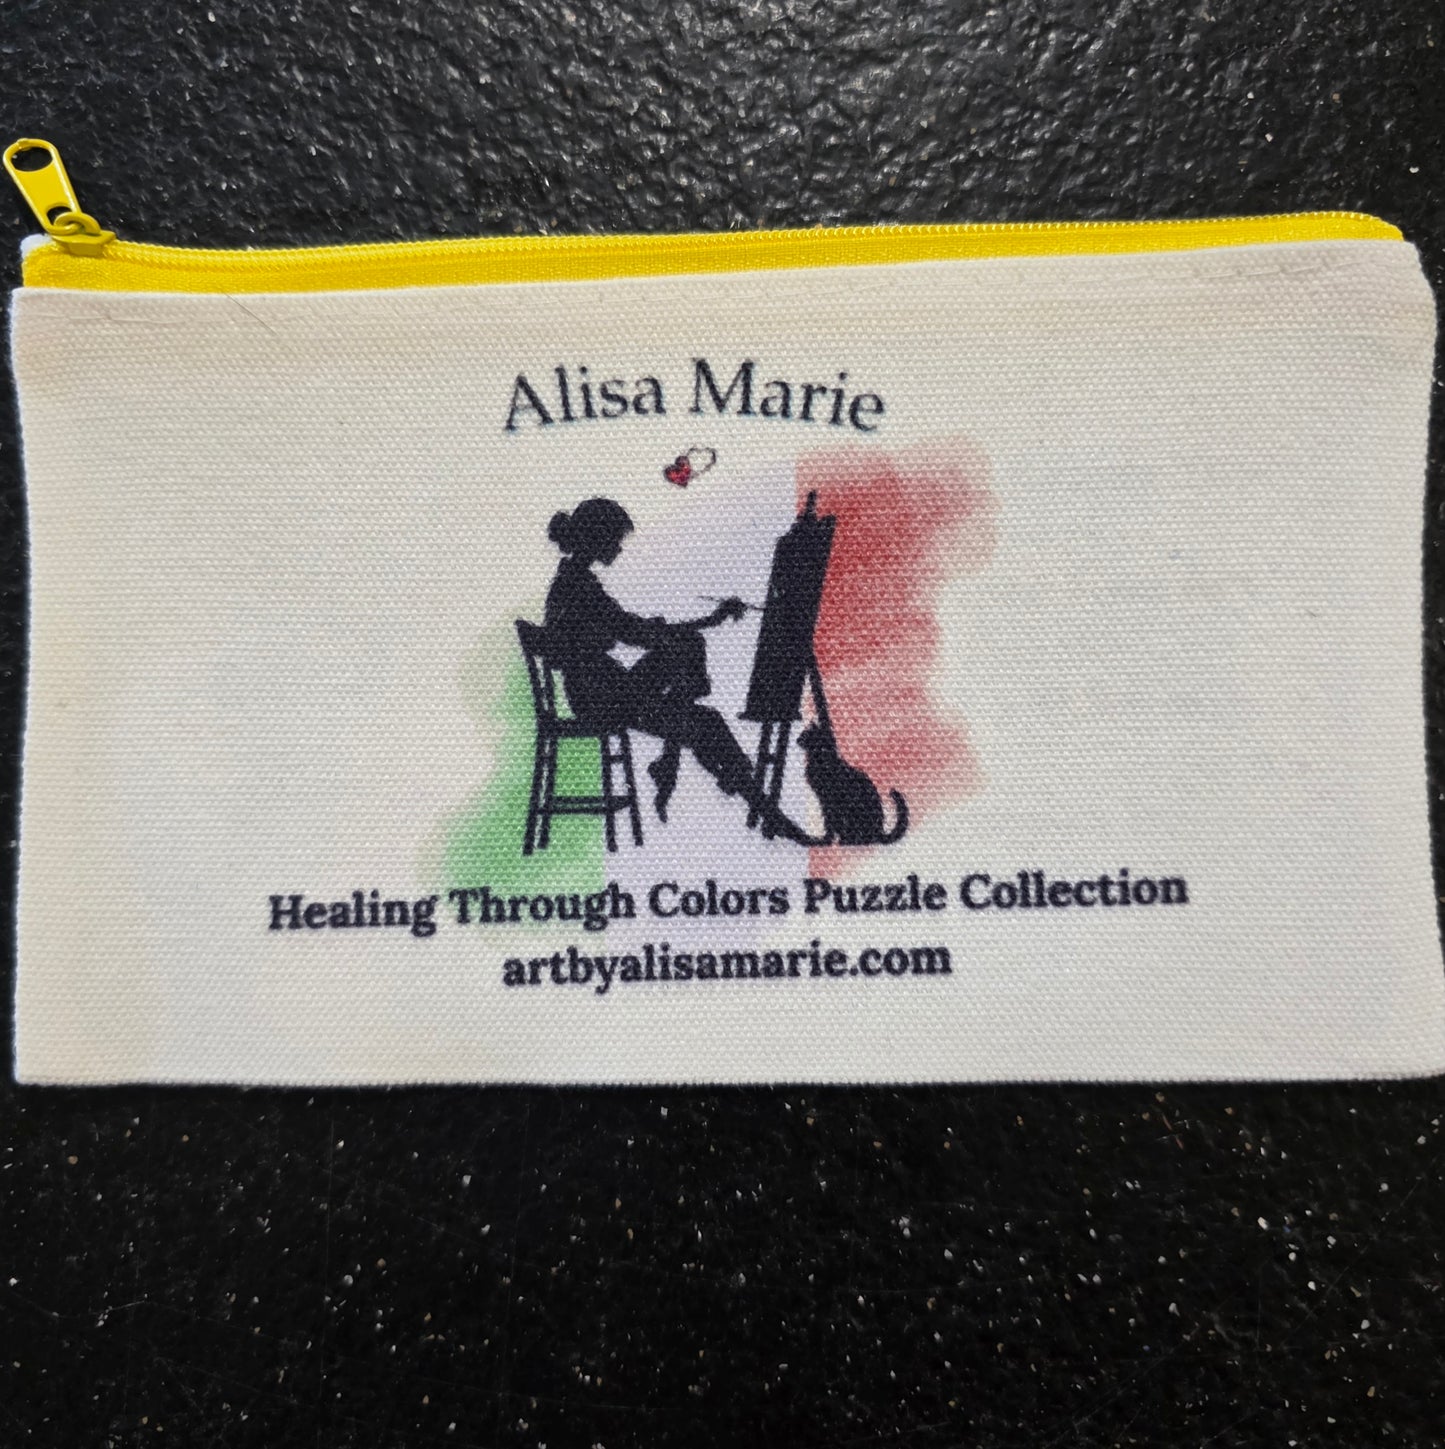 Alisa Marie
Healing Through Colors Puzzle Collection
artbyalisamarie.com